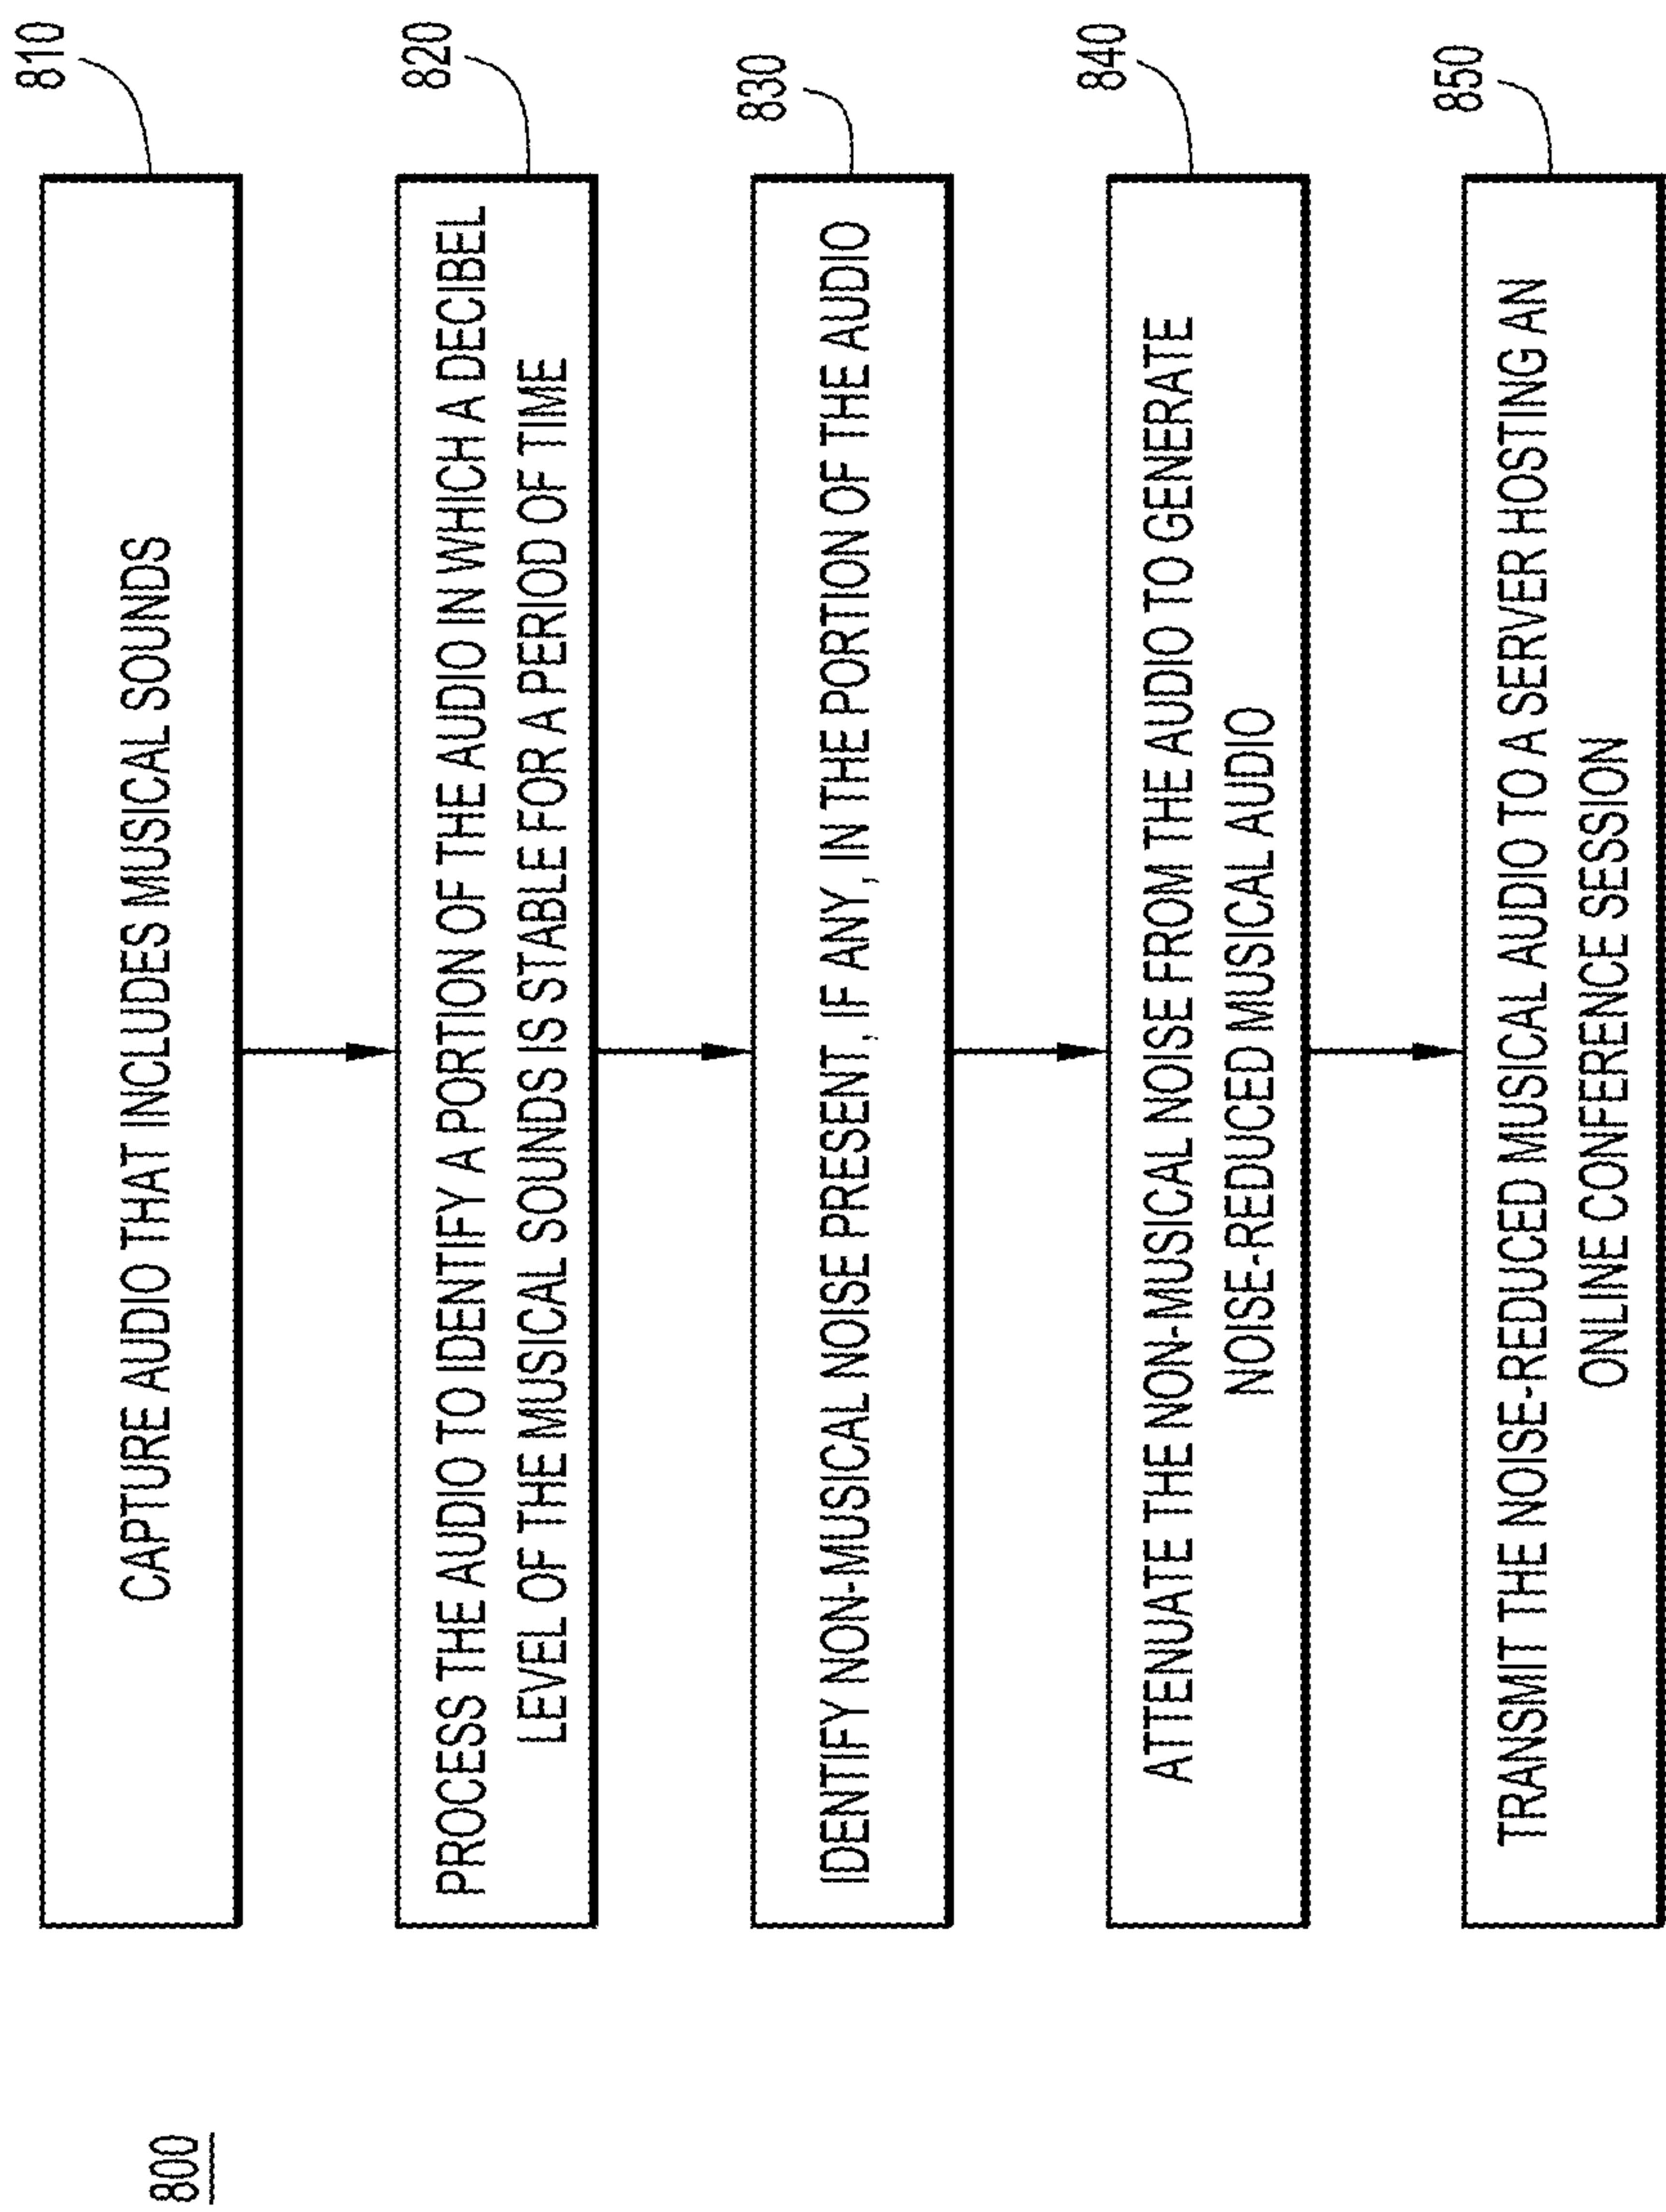 800
CAPTURE AUDIO THAT INCLUDES MUSICAL SOUNDS
810
PROCESS THE AUDIO TO IDENTIFY A PORTION OF THE AUDIO IN WHICH A DECIBEL
LEVEL OF THE MUSICAL SOUNDS IS STABLE FOR A PERIOD OF TIME
820
IDENTIFY NON-MUSICAL NOISE PRESENT, IF ANY, IN THE PORTION OF THE AUDIO
830
ATTENUATE THE NON-MUSICAL NOISE FROM THE AUDIO TO GENERATE
NOISE-REDUCED MUSICAL AUDIO
840
TRANSMIT THE NOISE-REDUCED MUSICAL AUDIO TO A SERVER HOSTING AN
ONLINE CONFERENCE SESSION
850